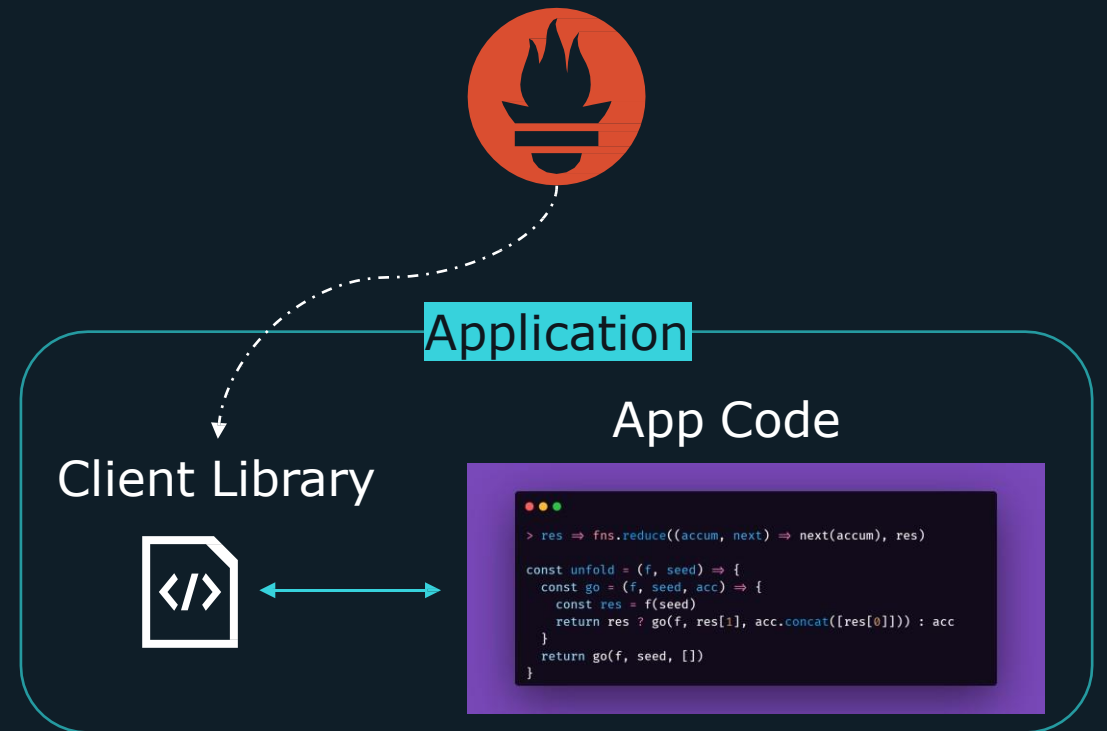 Application
App Code
Client Library
</>
> res ⇒ fns.reduce((accum, next) ⇒ next(accum), res)
const unfold = (f, seed) ⇒ {
  const go = (f, seed, acc) ⇒ {
    const res = f(seed)
    return res ? go(f, res[1], acc.concat([res[0]])) : acc
  }
  return go(f, seed, [])
}